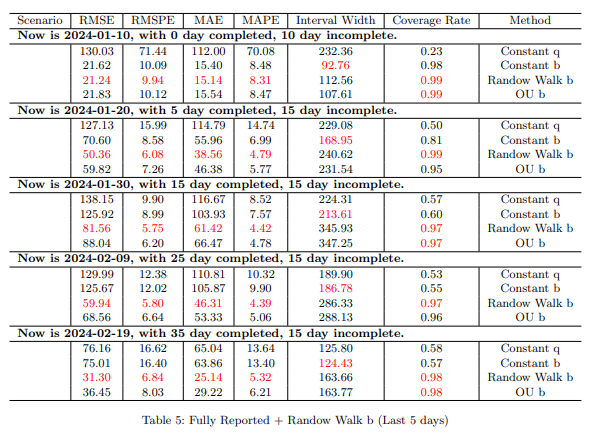 Scenario RMSE RMSPE MAE MAPE Interval Width Coverage Rate Method
Now is 2024-01-10, with 0 day completed, 10 day incomplete.
130.03 71.44 112.00 70.08 232.36 0.23 Constant q
21.62 10.09 15.40 8.48 92.76 0.98 Constant b
21.24 9.94 15.14 8.31 112.56 0.99 Randow Walk b
21.83 10.12 15.54 8.47 107.61 0.99 OU b
Now is 2024-01-20, with 5 day completed, 15 day incomplete.
127.13 15.99 114.79 14.74 229.08 0.50 Constant q
70.60 8.58 55.96 6.99 168.95 0.81 Constant b
50.36 6.08 38.56 4.79 240.62 0.99 Randow Walk b
59.82 7.26 46.38 5.77 231.54 0.95 OU b
Now is 2024-01-30, with 15 day completed, 15 day incomplete.
138.15 9.90 116.67 8.52 224.31 0.57 Constant q
125.92 8.99 103.93 7.57 213.61 0.60 Constant b
81.56 5.75 61.42 4.42 345.93 0.97 Randow Walk b
88.04 6.20 66.47 4.78 347.25 0.97 OU b
Now is 2024-02-09, with 25 day completed, 15 day incomplete.
129.99 12.38 110.81 10.32 189.90 0.53 Constant q
125.67 12.02 105.87 9.90 186.78 0.55 Constant b
59.94 5.80 46.31 4.39 286.33 0.97 Randow Walk b
68.56 6.64 53.33 5.06 288.13 0.96 OU b
Now is 2024-02-19, with 35 day completed, 15 day incomplete.
76.16 16.62 65.04 13.64 125.80 0.58 Constant q
75.01 16.40 64.83 13.40 124.43 0.57 Constant b
31.30 6.84 25.14 5.32 163.66 0.98 Randow Walk b
36.45 8.03 29.22 6.21 163.77 0.98 OU b
Table 5: Fully Reported + Randow Walk b (Last 5 days)